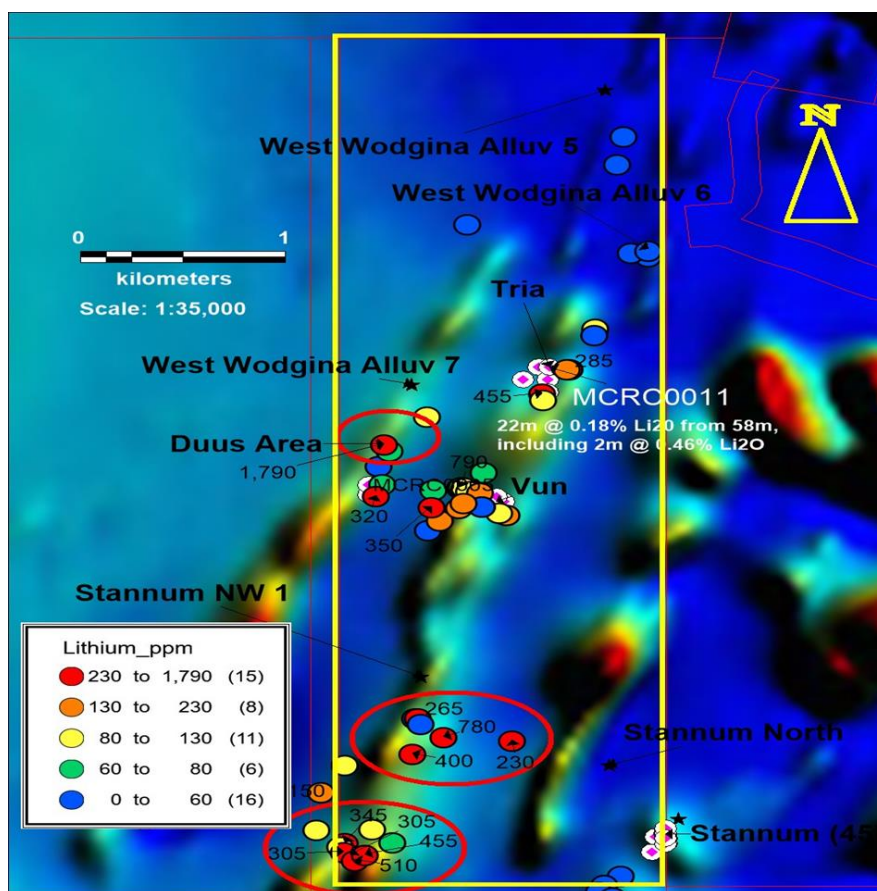 N
West Wodgina Alluv 5
West Wodgina Alluv 6
0 1
kilometers
Scale: 1:35,000
Tria
285
West Wodgina Alluv 7
455
MCRC0011
22m @ 0.18% Li20 from 58m,
including 2m @ 0.46% Li2O
Duus Area
1,790
790
Vun
320
350
Stannum NW 1
Lithium_ppm
230 to 1,790 (15)
130 to 230 (8)
80 to 130 (11)
60 to 80 (6)
0 to 60 (16)
265
780
400
230
Stannum North
150
345
305
305
455
510
Stannum (45